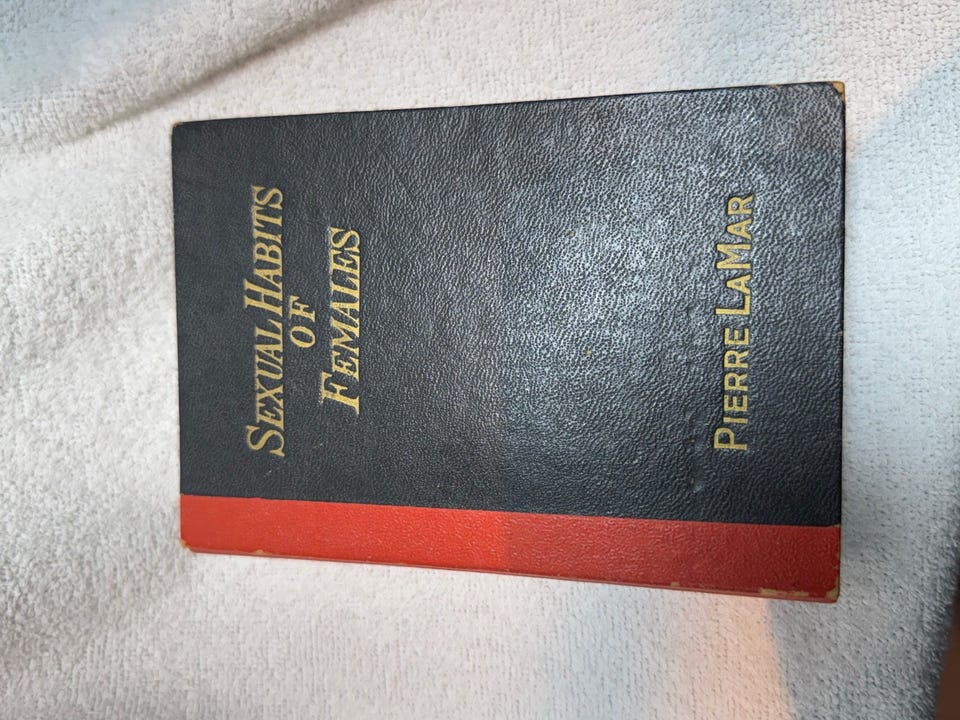 SEXUAL HABITS
OF
FEMALES
PIERRE LAMAR